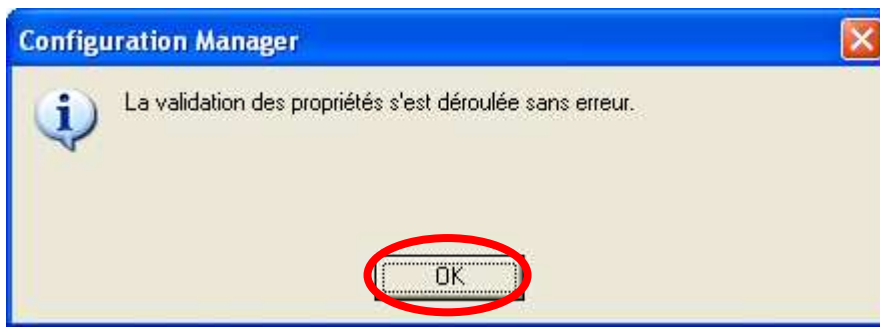 Configuration Manager
La validation des propriétés s'est déroulée sans erreur.
OK